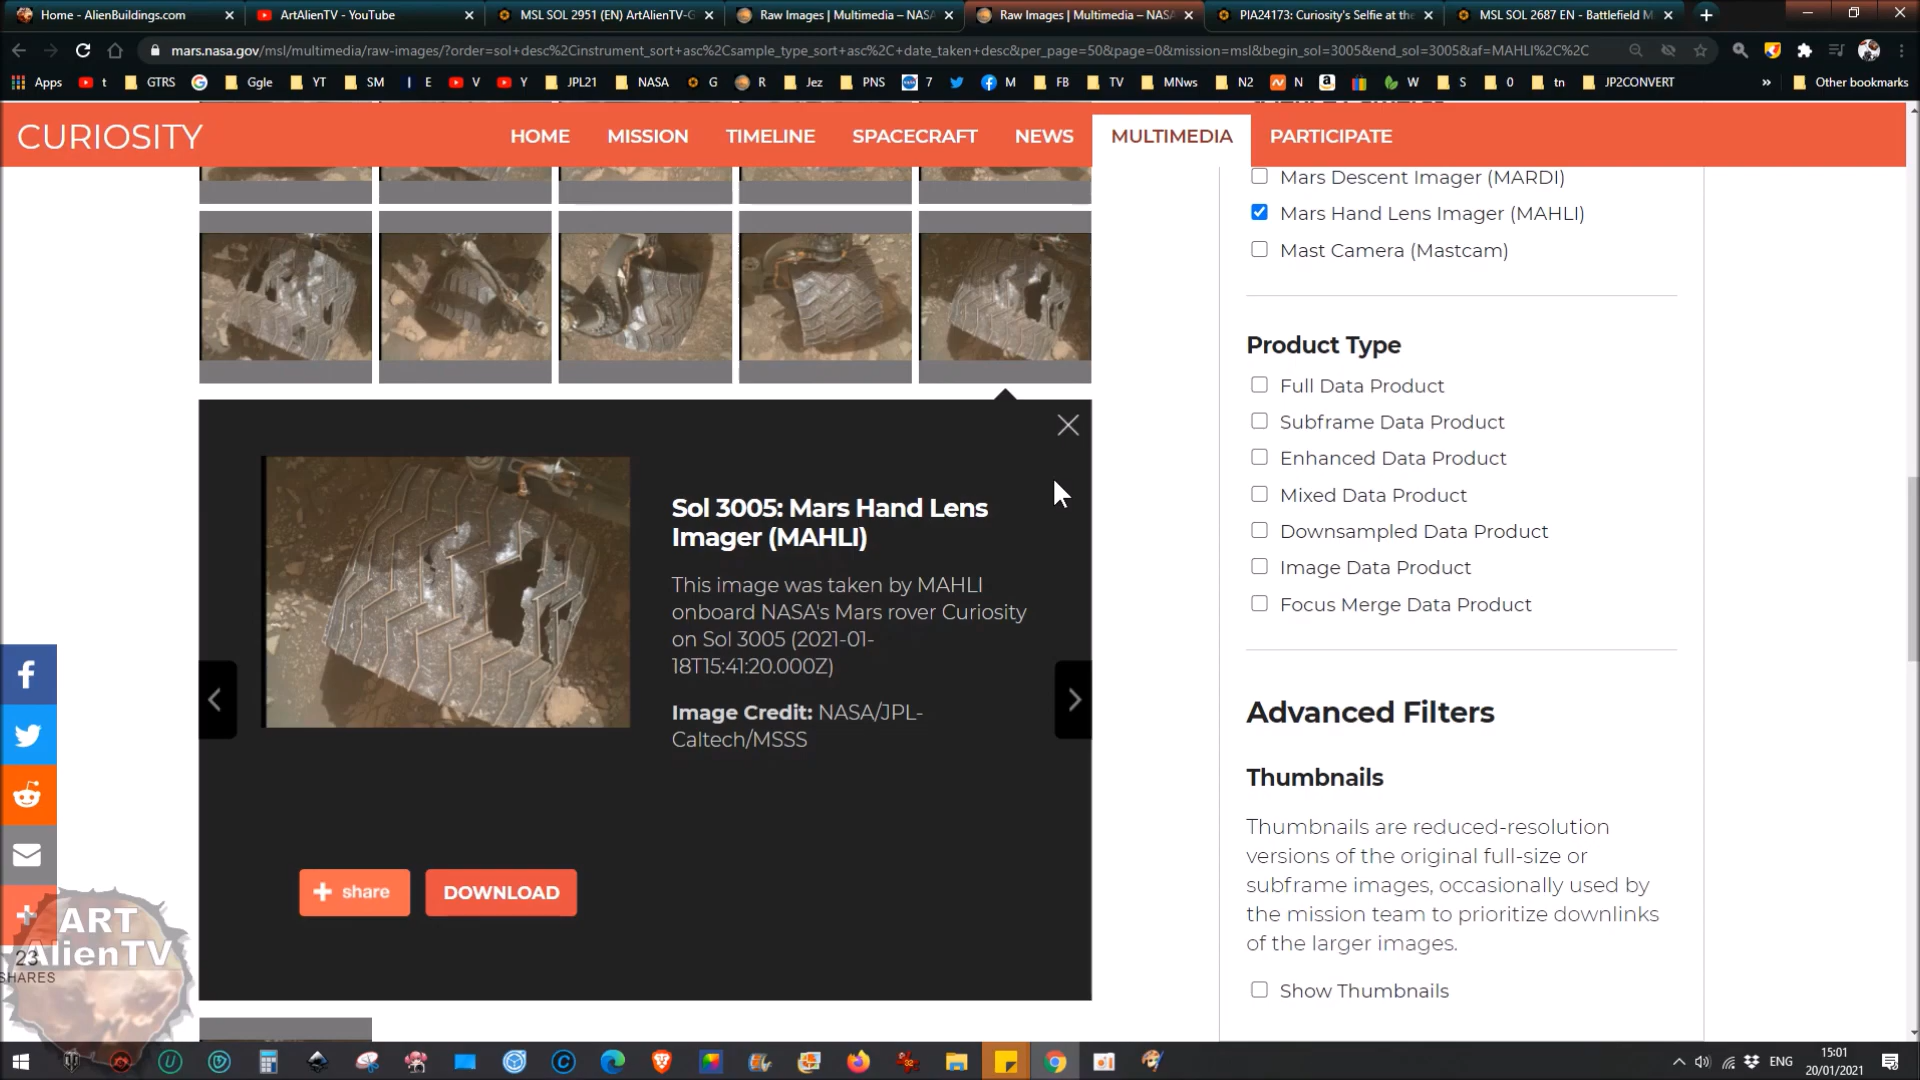 Home - AlienBuildings.com
ArtAlienTV - YouTube
MSL SOL 2951 (EN) ArtAlienTV-G
Raw Images | Multimedia – NASA
Raw Images | Multimedia – NASA
PIA24173: Curiosity's Selfie at the
MSL SOL 2687 EN - Battlefield M
mars.nasa.gov/msl/multimedia/raw-images/?order=sol+desc%2Cinstrument_sort+asc%2Csample_type_sort+asc%2C+date_taken+desc&per_page=50&page=0&mission=msl&begin_sol=3005&end_sol=3005&af=MAHLI%2C%2C
Apps t GTRS Ggle YT SM E V Y JPL21 NASA G R Jez PNS 7 M FB TV MNws N2 N W S 0 tn JP2CONVERT » Other bookmarks
CURIOSITY
HOME MISSION TIMELINE SPACECRAFT NEWS MULTIMEDIA PARTICIPATE
Mars Descent Imager (MARDI)
Mars Hand Lens Imager (MAHLI)
Mast Camera (Mastcam)
Product Type
Full Data Product
Subframe Data Product
Enhanced Data Product
Mixed Data Product
Downsampled Data Product
Image Data Product
Focus Merge Data Product
Advanced Filters
Thumbnails
Thumbnails are reduced-resolution
versions of the original full-size or
subframe images, occasionally used by
the mission team to prioritize downlinks
of the larger images.
Show Thumbnails
Sol 3005: Mars Hand Lens
Imager (MAHLI)
This image was taken by MAHLI
onboard NASA's Mars rover Curiosity
on Sol 3005 (2021-01-
18T15:41:20.000Z)
Image Credit: NASA/JPL-
Caltech/MSSS
+ share
DOWNLOAD
23
SHARES
ART
AlienTV
ENG
15:01
20/01/2021